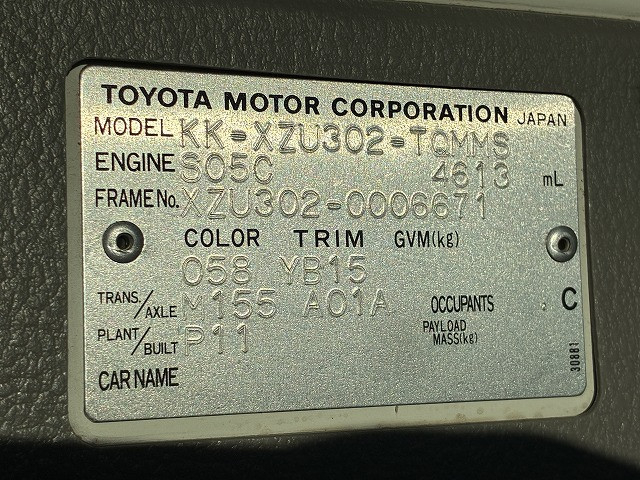 TOYOTA MOTOR CORPORATION JAPAN
MODEL KK-XZU302-TQMMS
ENGINE S05C 4613 mL
FRAME No. XZU302-0006671
COLOR TRIM GVM(kg)
058 YB15
TRANS./AXLE M155 A01A OCCUPANTS C
PLANT/BUILT P11 PAYLOAD MASS(kg)
CAR NAME
30881